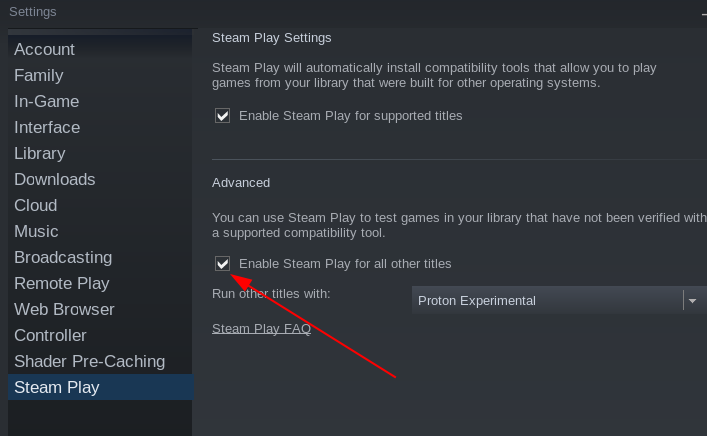 Settings
Account
Family
In-Game
Interface
Library
Downloads
Cloud
Music
Broadcasting
Remote Play
Web Browser
Controller
Shader Pre-Caching
Steam Play
Steam Play Settings
Steam Play will automatically install compatibility tools that allow you to play
games from your library that were built for other operating systems.
Enable Steam Play for supported titles
Advanced
You can use Steam Play to test games in your library that have not been verified with
a supported compatibility tool.
Enable Steam Play for all other titles
Run other titles with:
Proton Experimental
Steam Play FAQ